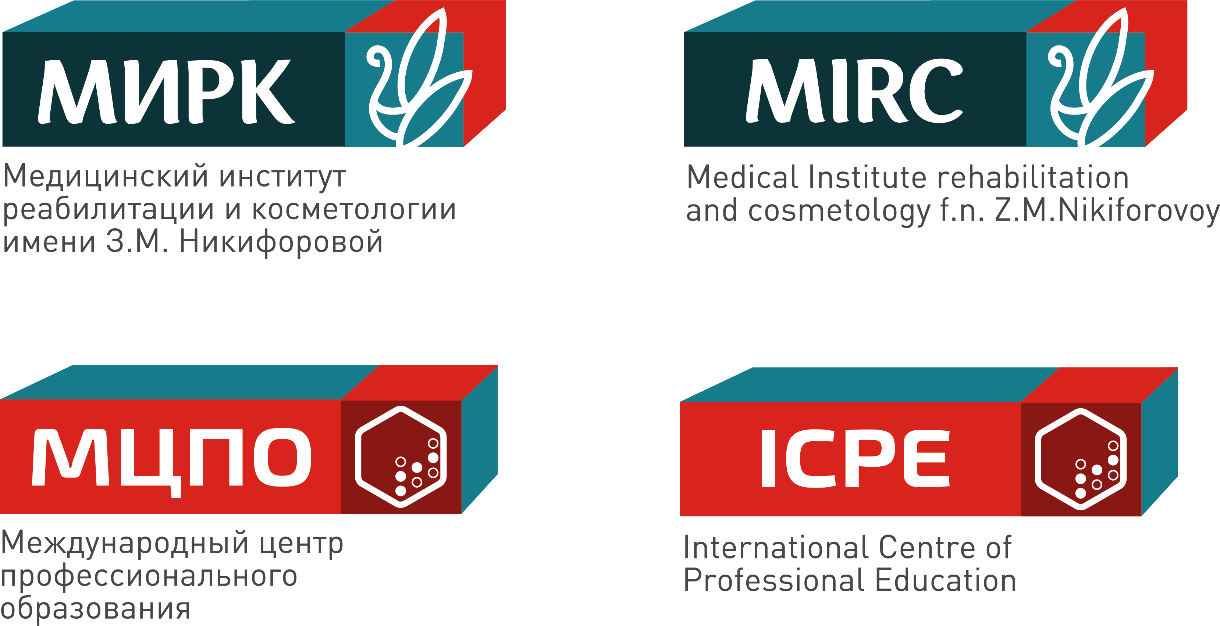 МИРК
Медицинский институт
реабилитации и косметологии
имени З.М. Никифоровой
MIRC
Medical Institute rehabilitation
and cosmetology f.n. Z.M.Nikiforovoy
МЦПО
Международный центр
профессионального
образования
ICPE
International Centre of
Professional Education